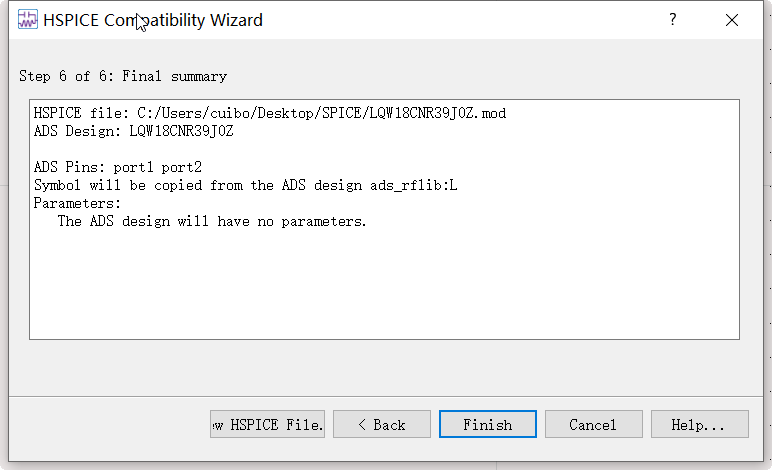 HSPICE Compatibility Wizard
?
Step 6 of 6: Final summary
HSPICE file: C:/Users/cuibo/Desktop/SPICE/LQW18CNR39J0Z.mod
ADS Design: LQW18CNR39J0Z
ADS Pins: port1 port2
Symbol will be copied from the ADS design ads_rflib:L
Parameters:
The ADS design will have no parameters.
w HSPICE File. < Back Finish Cancel Help...